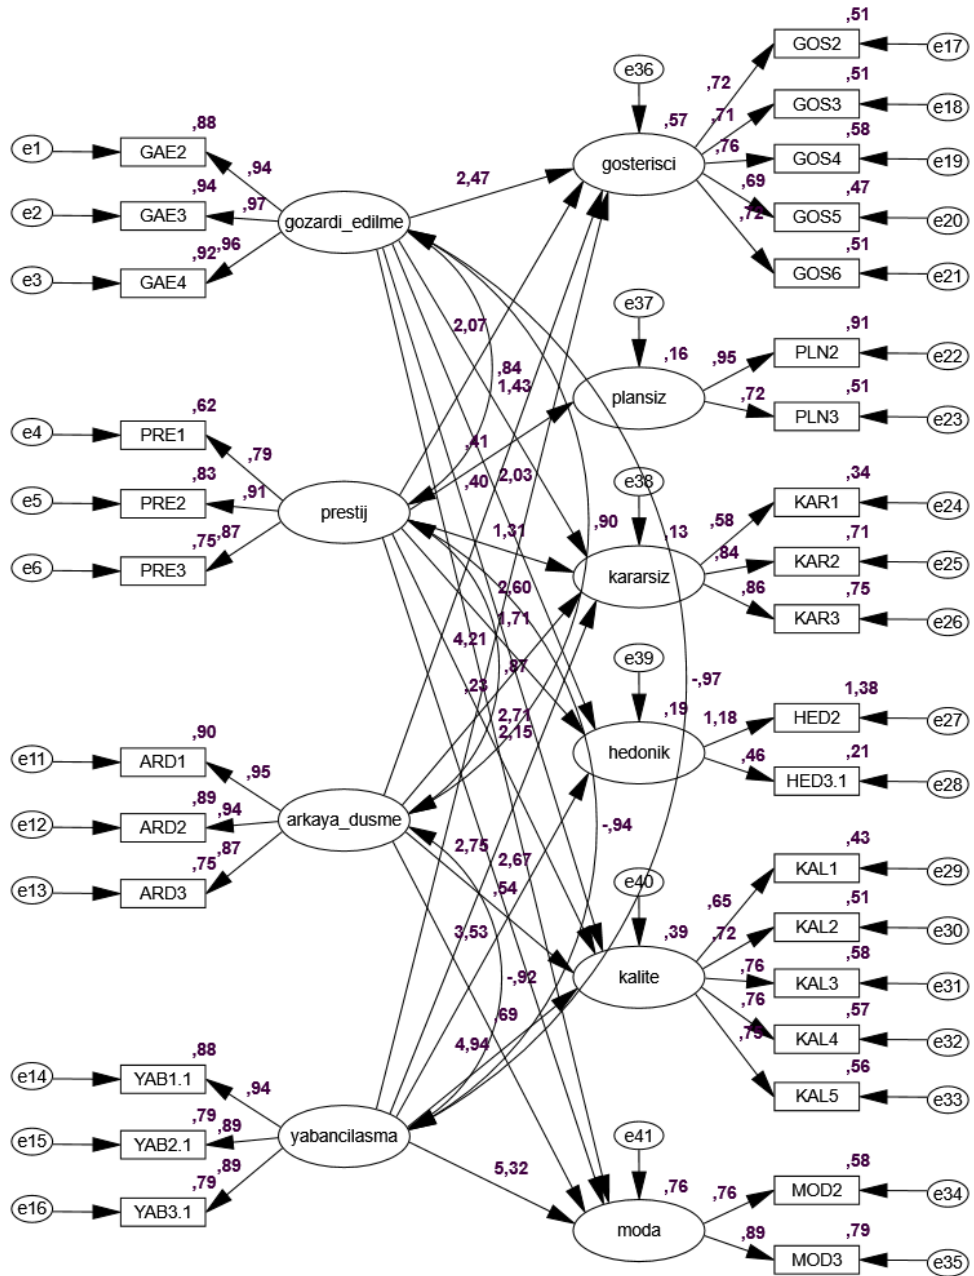 ,51
GOS2
e17
e36
,72
,51
GOS3
e18
,57
,71
,58
,88
e1
GAE2
gosterisci
,76
GOS4
e19
,94
2,47
,69
,47
,94
GOS5
e20
e2
GAE3
,97
gozardi_edilme
,72
,51
,92
,96
GOS6
e21
e3
GAE4
e37
,91
2,07
,16
,95
PLN2
e22
,84
1,43
plansiz
,72
,51
PLN3
e23
,62
e4
PRE1
,79
,41
,83
,40
2,03
e38
,34
KAR1
e24
e5
PRE2
,91
prestij
1,31
,90
,13
,58
,75
,87
,84
,71
KAR2
e25
e6
PRE3
kararsiz
2,60
,86
,75
1,71
KAR3
e26
4,21
e39
,87
-,97
,23
,19
1,38
2,71
1,18
HED2
e27
,90
2,15
hedonik
,46
,21
e11
ARD1
HED3.1
e28
,95
,89
e12
ARD2
,94
arkaya_dusme
-,94
,43
,75
,87
2,75
2,67
KAL1
e29
e13
ARD3
,54
e40
,65
,51
3,53
,39
,72
KAL2
e30
,58
-,92
kalite
,76
KAL3
e31
,69
,76
,57
4,94
,75
KAL4
e32
,88
e14
YAB1.1
,94
,56
KAL5
e33
,79
e15
YAB2.1
,89
yabancilasma
e41
,79
,89
5,32
,76
,58
e16
YAB3.1
,76
MOD2
e34
moda
,89
,79
MOD3
e35